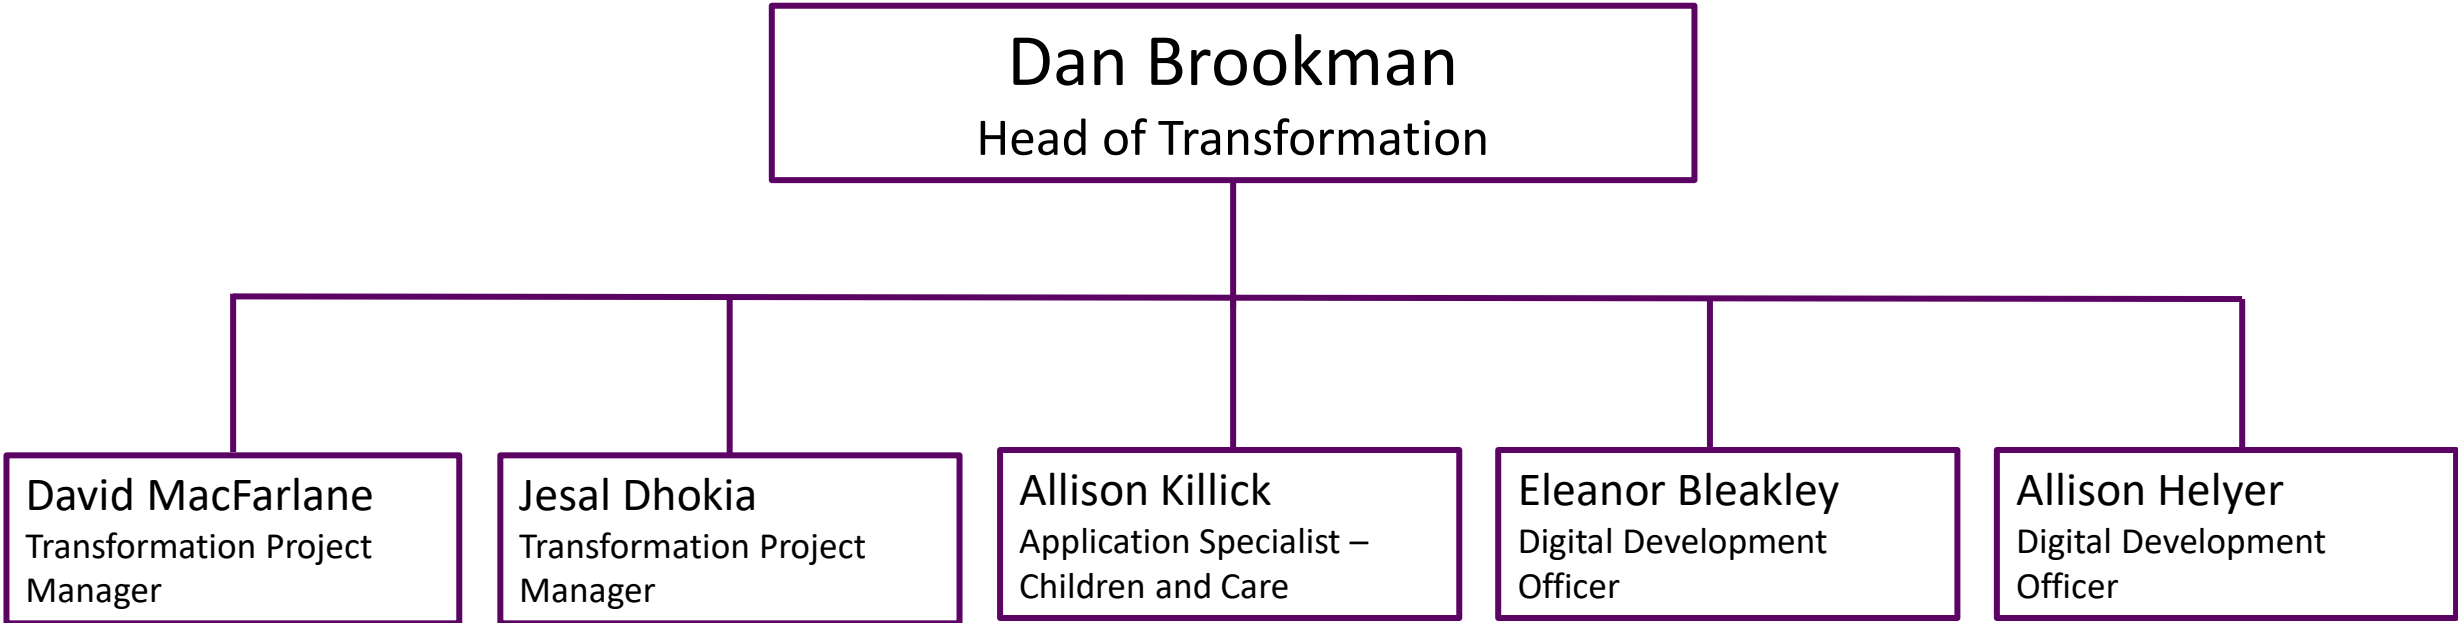 Dan Brookman
Head of Transformation
David MacFarlane
Transformation Project
Manager
Jesal Dhokia
Transformation Project
Manager
Allison Killick
Application Specialist –
Children and Care
Eleanor Bleakley
Digital Development
Officer
Allison Helyer
Digital Development
Officer